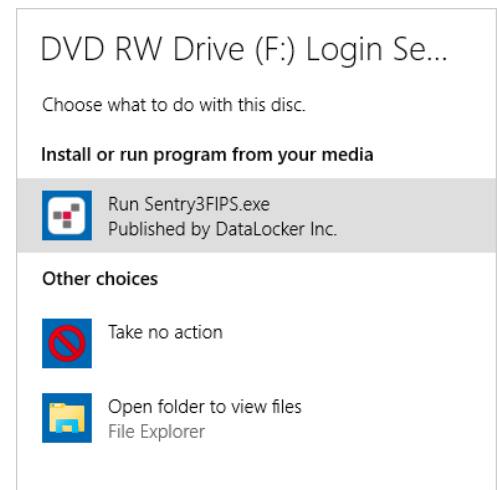 DVD RW Drive (F:) Login Se...
Choose what to do with this disc.
Install or run program from your media
Run Sentry3FIPS.exe
Published by DataLocker Inc.
Other choices
Take no action
Open folder to view files
File Explorer